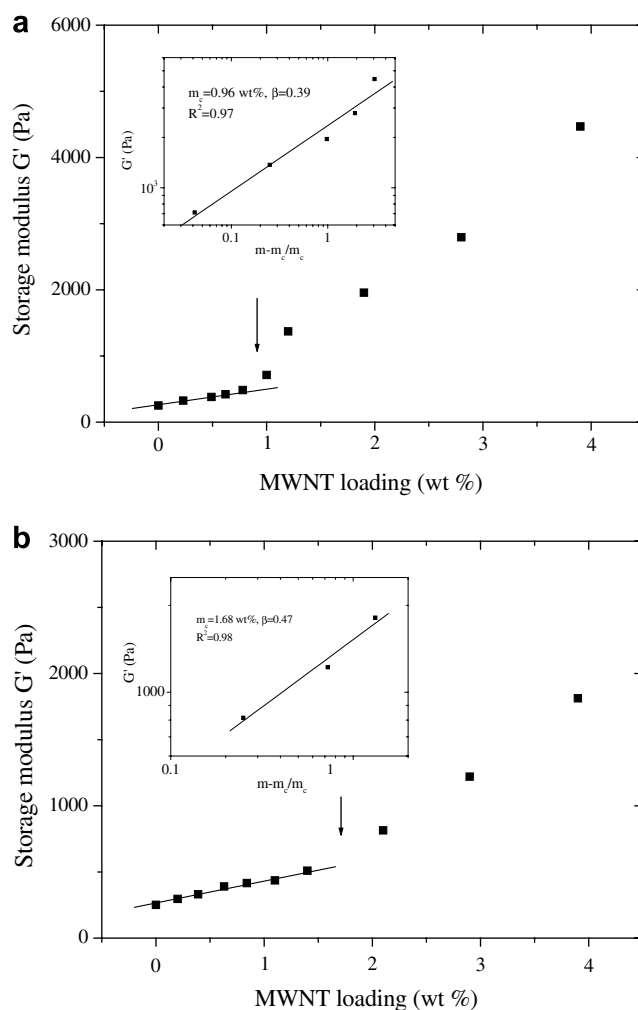 a
6000
4000
2000
0
Storage modulus G' (Pa)
m_c=0.96 wt%, β=0.39
R²=0.97
G' (Pa)
10³
0.1 1
m-m_c/m_c
0 1 2 3 4
MWNT loading (wt %)
b
3000
2000
1000
0
Storage modulus G' (Pa)
m_c=1.68 wt%, β=0.47
R²=0.98
G' (Pa)
1000
0.1 1
m-m_c/m_c
0 1 2 3 4
MWNT loading (wt %)